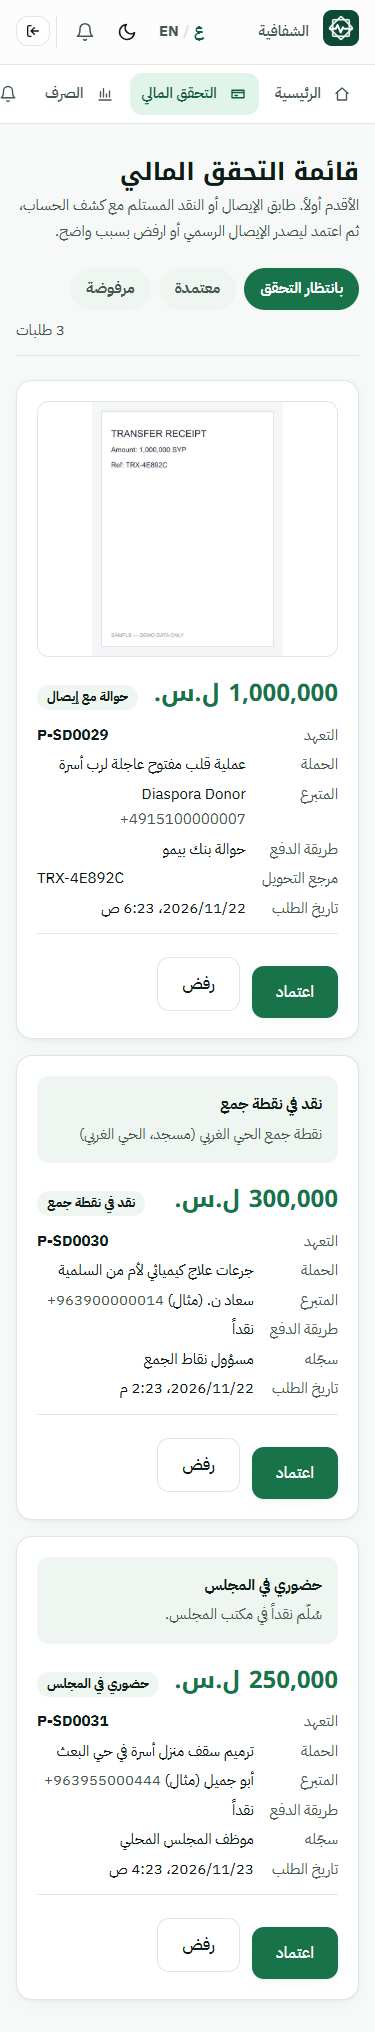 الشفافية
ع / EN
الرئيسية
التحقق المالي
الصرف
قائمة التحقق المالي
الأقدم أولاً. طابق الإيصال أو النقد المستلم مع كشف الحساب،
ثم اعتمد ليصدر الإيصال الرسمي أو ارفض بسبب واضح.
بانتظار التحقق
معتمدة
مرفوضة
3 طلبات
TRANSFER RECEIPT
Amount: 1,000,000 SYP
Ref: TRX-4E892C
SAMPLE — DEMO DATA ONLY
1,000,000 ل.س.
حوالة مع إيصال
التعهد P-SD0029
الحملة عملية قلب مفتوح عاجلة لرب أسرة
المتبرع Diaspora Donor
+4915100000007
طريقة الدفع حوالة بنك بيمو
مرجع التحويل TRX-4E892C
تاريخ الطلب 2026/11/22، 6:23 ص
اعتماد
رفض
نقد في نقطة جمع
نقطة جمع الحي الغربي (مسجد، الحي الغربي)
300,000 ل.س.
نقد في نقطة جمع
التعهد P-SD0030
الحملة جرعات علاج كيميائي لأم من السلمية
المتبرع سعاد ن. (مثال) +963900000014
طريقة الدفع نقداً
سجّله مسؤول نقاط الجمع
تاريخ الطلب 2026/11/22، 2:23 م
اعتماد
رفض
حضوري في المجلس
سُلّم نقداً في مكتب المجلس.
250,000 ل.س.
حضوري في المجلس
التعهد P-SD0031
الحملة ترميم سقف منزل أسرة في حي البعث
المتبرع أبو جميل (مثال) +963955000444
طريقة الدفع نقداً
سجّله موظف المجلس المحلي
تاريخ الطلب 2026/11/23، 4:23 ص
اعتماد
رفض